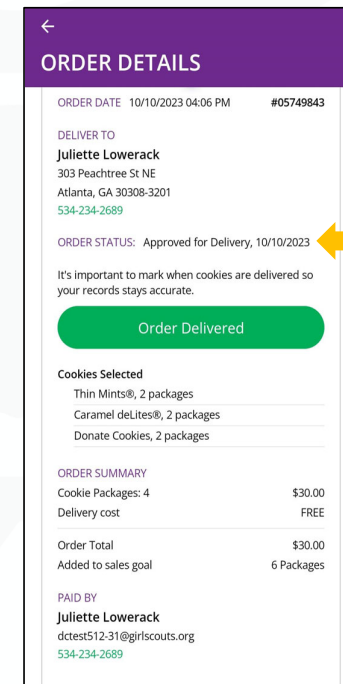 ORDER DETAILS
ORDER DATE 10/10/2023 04:06 PM #05749843
DELIVER TO
Juliette Lowerack
303 Peachtree St NE
Atlanta, GA 30308-3201
534-234-2689
ORDER STATUS: Approved for Delivery, 10/10/2023
It's important to mark when cookies are delivered so
your records stays accurate.
Order Delivered
Cookies Selected
Thin Mints®, 2 packages
Caramel deLites®, 2 packages
Donate Cookies, 2 packages
ORDER SUMMARY
Cookie Packages: 4 $30.00
Delivery cost FREE
Order Total $30.00
Added to sales goal 6 Packages
PAID BY
Juliette Lowerack
dctest512-31@girlscouts.org
534-234-2689